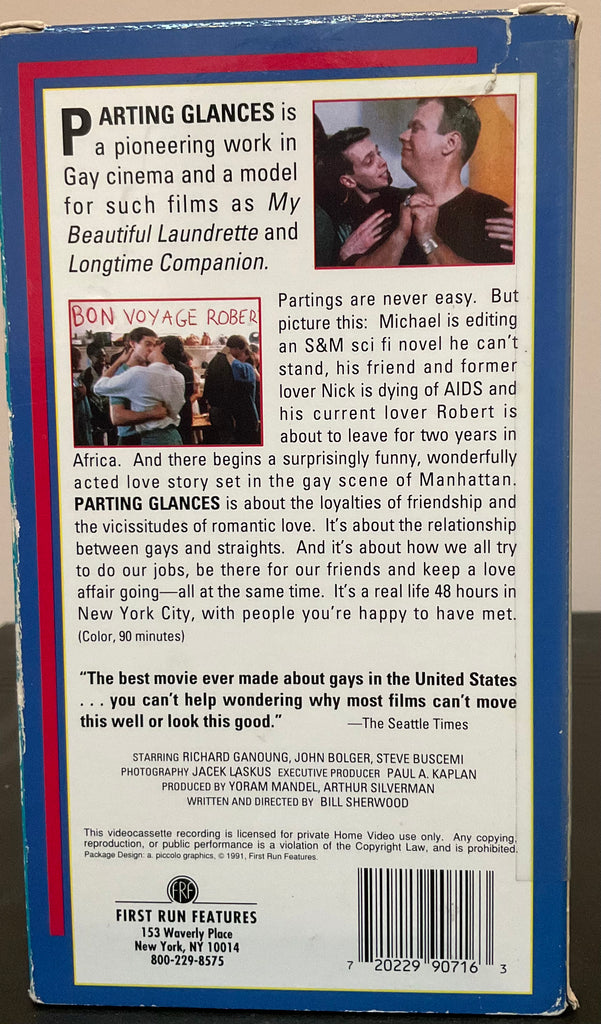 PARTING GLANCES is
a pioneering work in
Gay cinema and a model
for such films as My
Beautiful Laundrette and
Longtime Companion.
BON VOYAGE ROBER
Partings are never easy. But
picture this: Michael is editing
an S&M sci fi novel he can't
stand, his friend and former
lover Nick is dying of AIDS and
his current lover Robert is
about to leave for two years in
Africa. And there begins a surprisingly funny, wonderfully
acted love story set in the gay scene of Manhattan.
PARTING GLANCES is about the loyalties of friendship and
the vicissitudes of romantic love. It's about the relationship
between gays and straights. And it's about how we all try
to do our jobs, be there for our friends and keep a love
affair going—all at the same time. It's a real life 48 hours in
New York City, with people you're happy to have met.
(Color, 90 minutes)
"The best movie ever made about gays in the United States
. . . you can't help wondering why most films can't move
this well or look this good." —The Seattle Times
STARRING RICHARD GANOUNG, JOHN BOLGER, STEVE BUSCEMI
PHOTOGRAPHY JACEK LASKUS EXECUTIVE PRODUCER PAUL A. KAPLAN
PRODUCED BY YORAM MANDEL, ARTHUR SILVERMAN
WRITTEN AND DIRECTED BY BILL SHERWOOD
This videocassette recording is licensed for private Home Video use only. Any copying,
reproduction, or public performance is a violation of the Copyright Law, and is prohibited.
Package Design: a. piccolo graphics, © 1991, First Run Features.
FRF
FIRST RUN FEATURES
153 Waverly Place
New York, NY 10014
800-229-8575
7 20229 90716 3